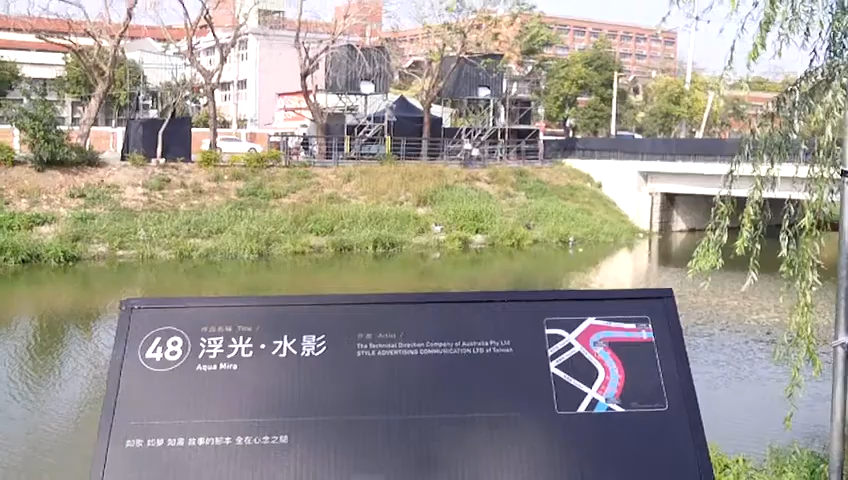 48
作品名稱 Title /
浮光·水影
Aqua Mira
作者 Artist /
The Technical Direction Company of Australia Pty Ltd
STYLE ADVERTISING COMMUNICATION LTD of Taiwan
如歌 如夢 如畫 故事的腳本 全在心念之間